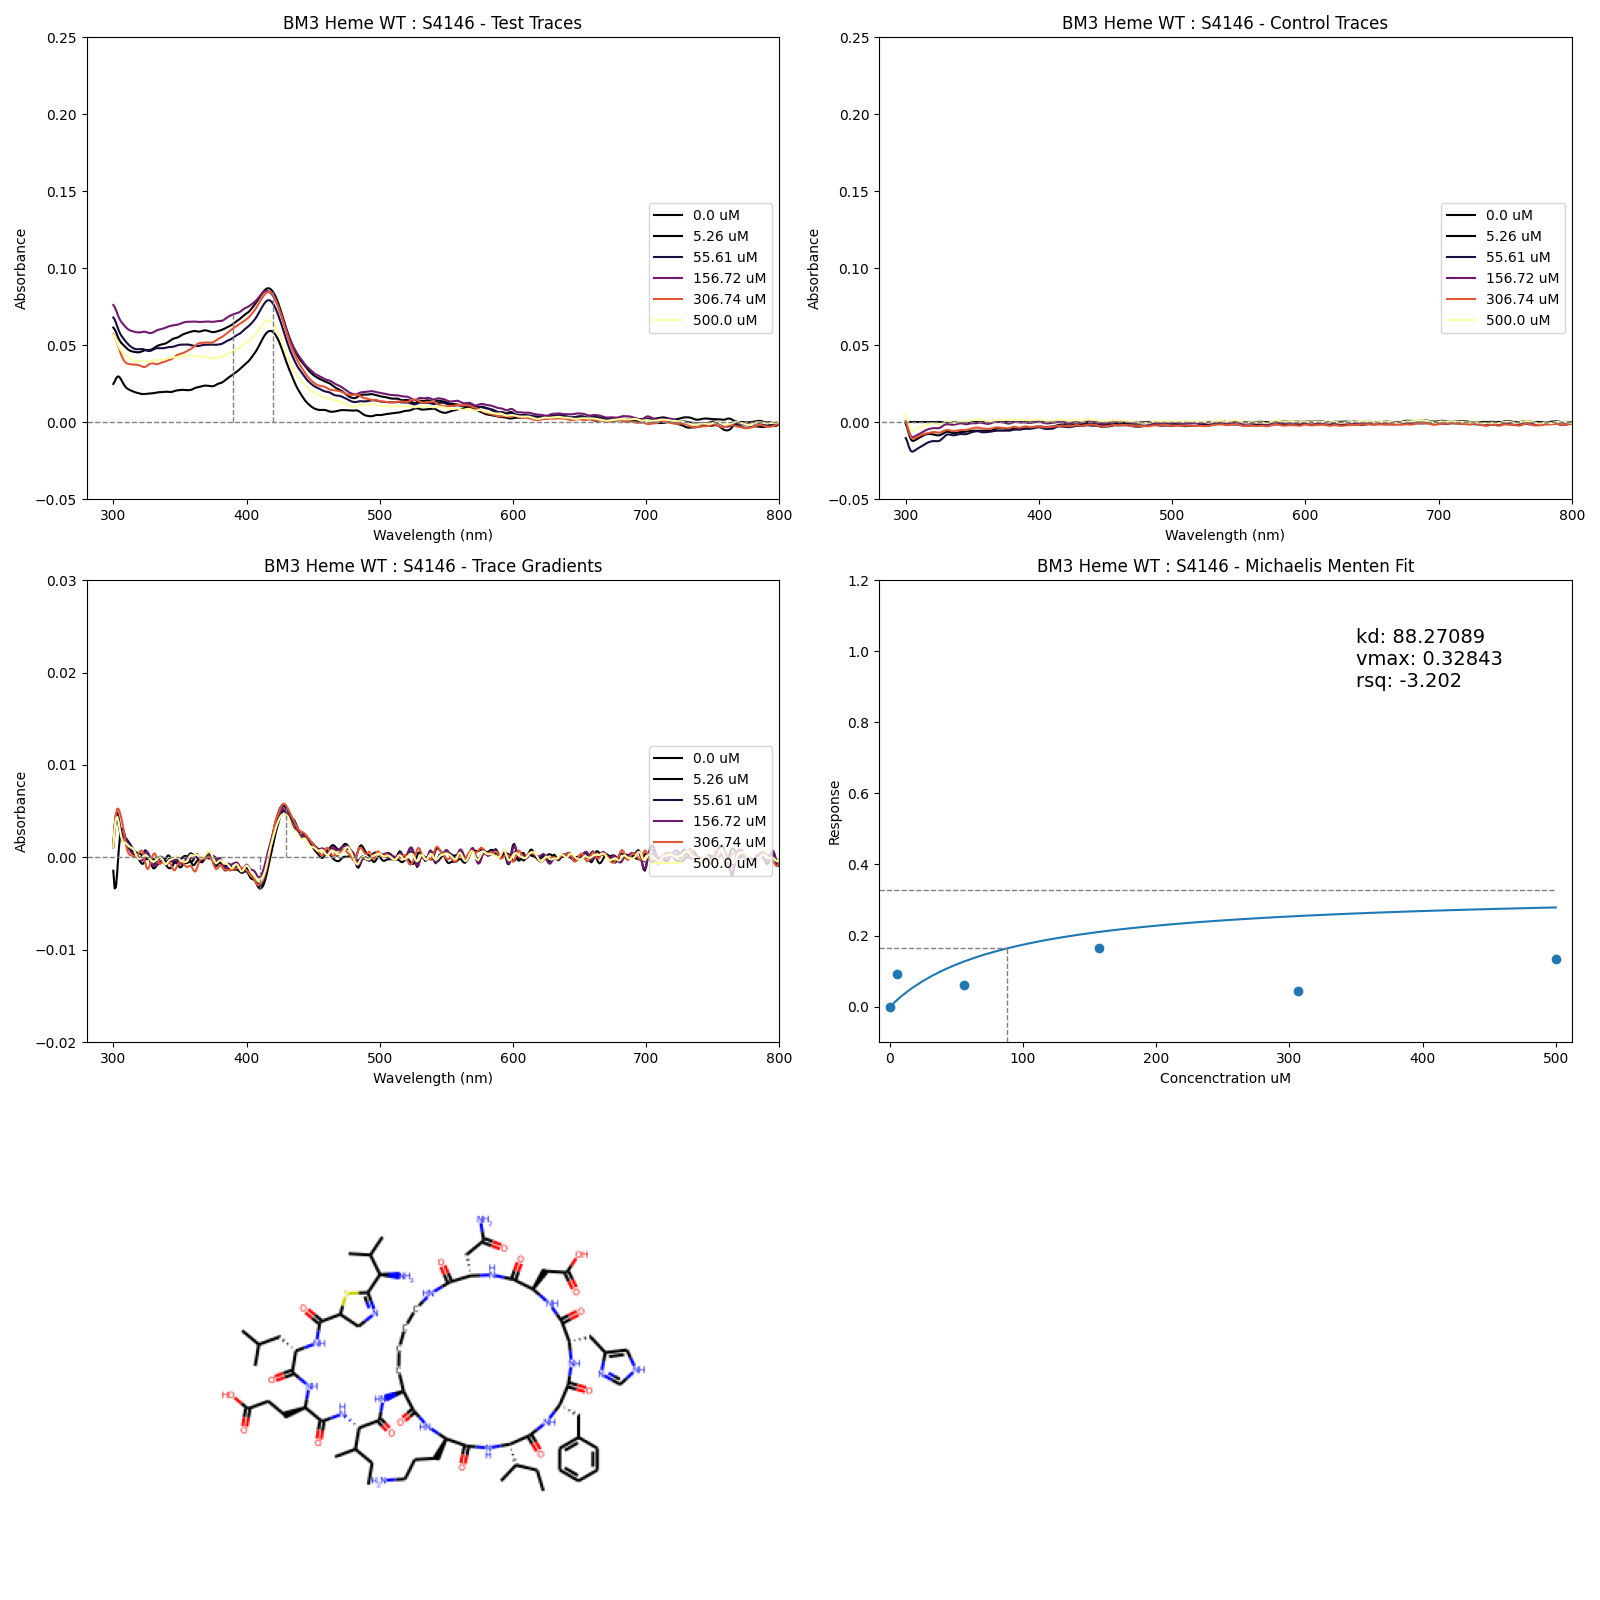 BM3 Heme WT : S4146 - Test Traces
0.25
0.20
0.15
0.10
0.05
0.00
−0.05
Absorbance
300 400 500 600 700 800
Wavelength (nm)
0.0 uM
5.26 uM
55.61 uM
156.72 uM
306.74 uM
500.0 uM
BM3 Heme WT : S4146 - Control Traces
0.25
0.20
0.15
0.10
0.05
0.00
−0.05
Absorbance
300 400 500 600 700 800
Wavelength (nm)
0.0 uM
5.26 uM
55.61 uM
156.72 uM
306.74 uM
500.0 uM
BM3 Heme WT : S4146 - Trace Gradients
0.03
0.02
0.01
0.00
−0.01
−0.02
Absorbance
300 400 500 600 700 800
Wavelength (nm)
0.0 uM
5.26 uM
55.61 uM
156.72 uM
306.74 uM
500.0 uM
BM3 Heme WT : S4146 - Michaelis Menten Fit
1.2
1.0
0.8
0.6
0.4
0.2
0.0
Response
0 100 200 300 400 500
Concenctration uM
kd: 88.27089
vmax: 0.32843
rsq: -3.202